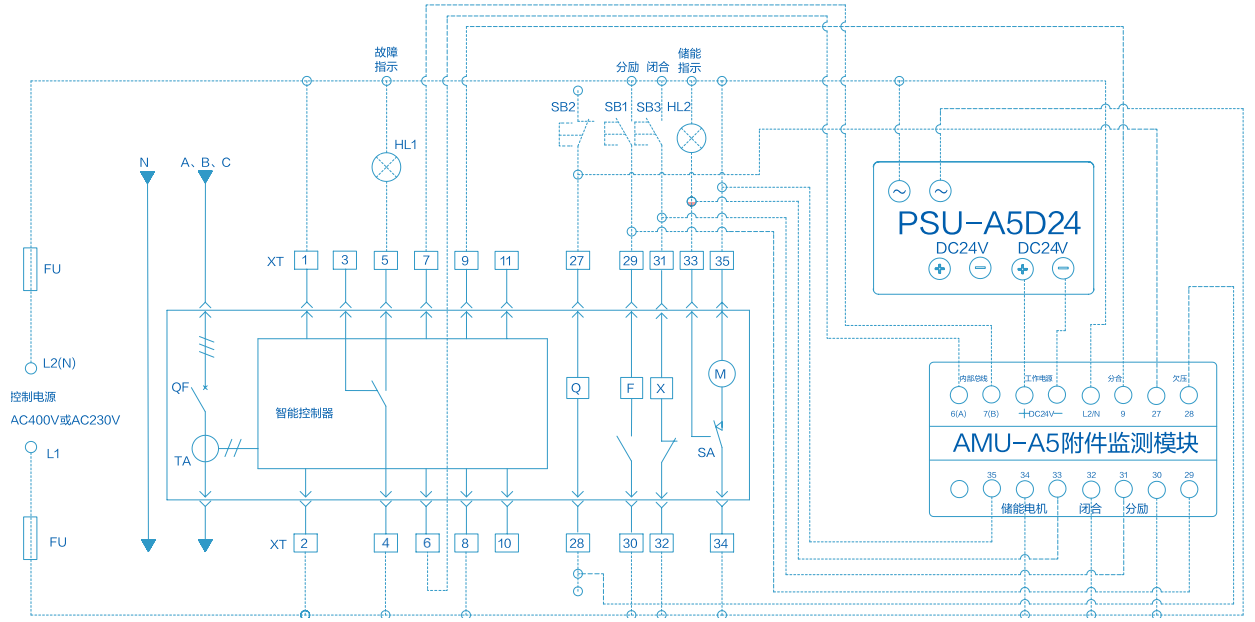 故障
指示
储能
指示
分励 闭合
SB2 SB1 SB3 HL2
HL1
N A、B、C
PSU-A5D24
DC24V DC24V
XT 1 3 5 7 9 11 27 29 31 33 35
FU
L2(N)
控制电源
AC400V或AC230V
L1
FU
QF
TA
智能控制器
Q F X M
SA
内部总线 工作电源 分合 欠压
6(A) 7(B) +DC24V- L2/N 9 27 28
AMU-A5附件监测模块
35 34 33 32 31 30 29
储能电机 闭合 分励
XT 2 4 6 8 10 28 30 32 34